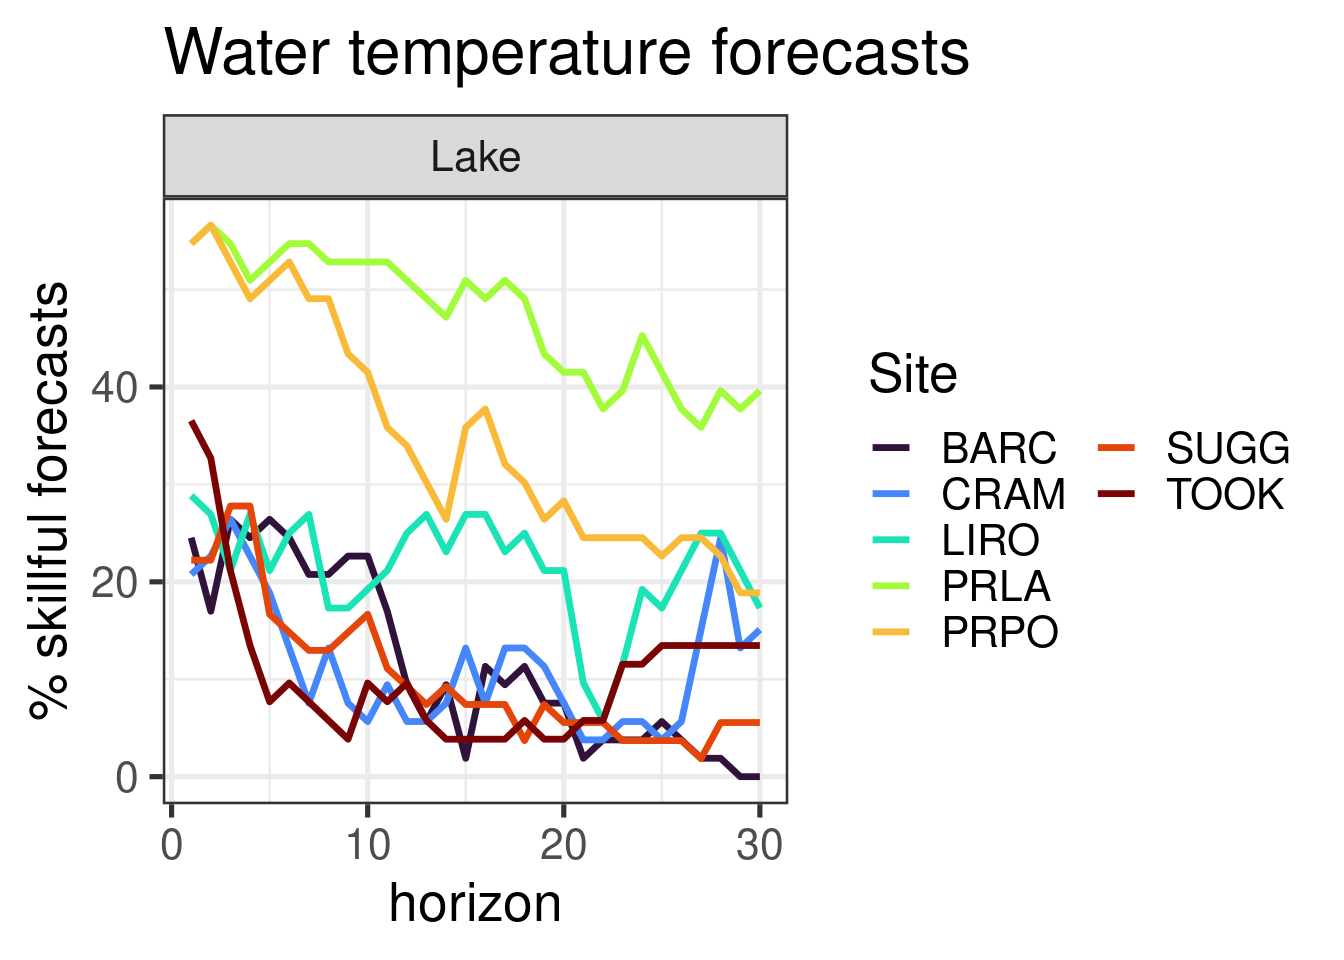 Water temperature forecasts
Lake
% skillful forecasts
40
20
0
0 10 20 30
horizon
Site
BARC SUGG
CRAM TOOK
LIRO
PRLA
PRPO